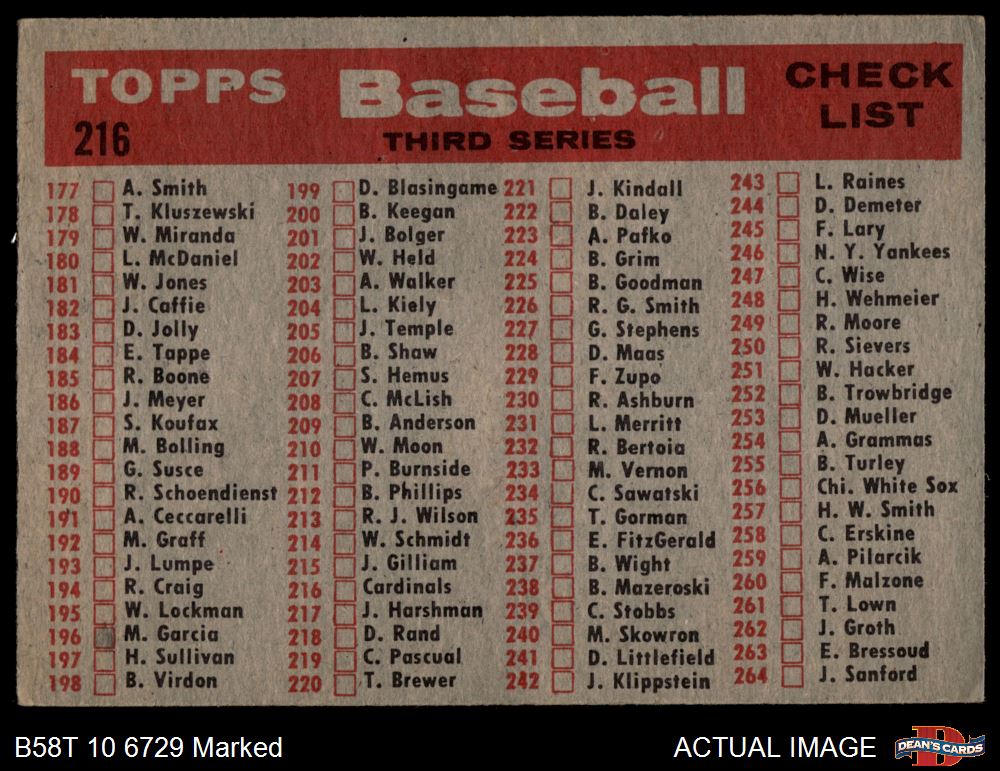 TOPPS Baseball CHECK LIST
216 THIRD SERIES
177 A. Smith
178 T. Kluszewski
179 W. Miranda
180 L. McDaniel
181 W. Jones
182 J. Caffie
183 D. Jolly
184 E. Tappe
185 R. Boone
186 J. Meyer
187 S. Koufax
188 M. Bolling
189 G. Susce
190 R. Schoendienst
191 A. Ceccarelli
192 M. Graff
193 J. Lumpe
194 R. Craig
195 W. Lockman
196 M. Garcia
197 H. Sullivan
198 B. Virdon
199 D. Blasingame
200 B. Keegan
201 J. Bolger
202 W. Held
203 A. Walker
204 L. Kiely
205 J. Temple
206 B. Shaw
207 S. Hemus
208 C. McLish
209 B. Anderson
210 W. Moon
211 P. Burnside
212 B. Phillips
213 R. J. Wilson
214 W. Schmidt
215 J. Gilliam
216 Cardinals
217 J. Harshman
218 D. Rand
219 C. Pascual
220 T. Brewer
221 J. Kindall
222 B. Daley
223 A. Pafko
224 B. Grim
225 B. Goodman
226 R. G. Smith
227 G. Stephens
228 D. Maas
229 F. Zupo
230 R. Ashburn
231 L. Merritt
232 R. Bertoia
233 M. Vernon
234 C. Sawatski
235 T. Gorman
236 E. FitzGerald
237 B. Wight
238 B. Mazeroski
239 C. Stobbs
240 M. Skowron
241 D. Littlefield
242 J. Klippstein
243 L. Raines
244 D. Demeter
245 F. Lary
246 N. Y. Yankees
247 C. Wise
248 H. Wehmeier
249 R. Moore
250 R. Sievers
251 W. Hacker
252 B. Trowbridge
253 D. Mueller
254 A. Grammas
255 B. Turley
256 Chi. White Sox
257 H. W. Smith
258 C. Erskine
259 A. Pilarcik
260 F. Malzone
261 T. Lown
262 J. Groth
263 E. Bressoud
264 J. Sanford
B58T 10 6729 Marked
ACTUAL IMAGE
DEAN'S CARDS